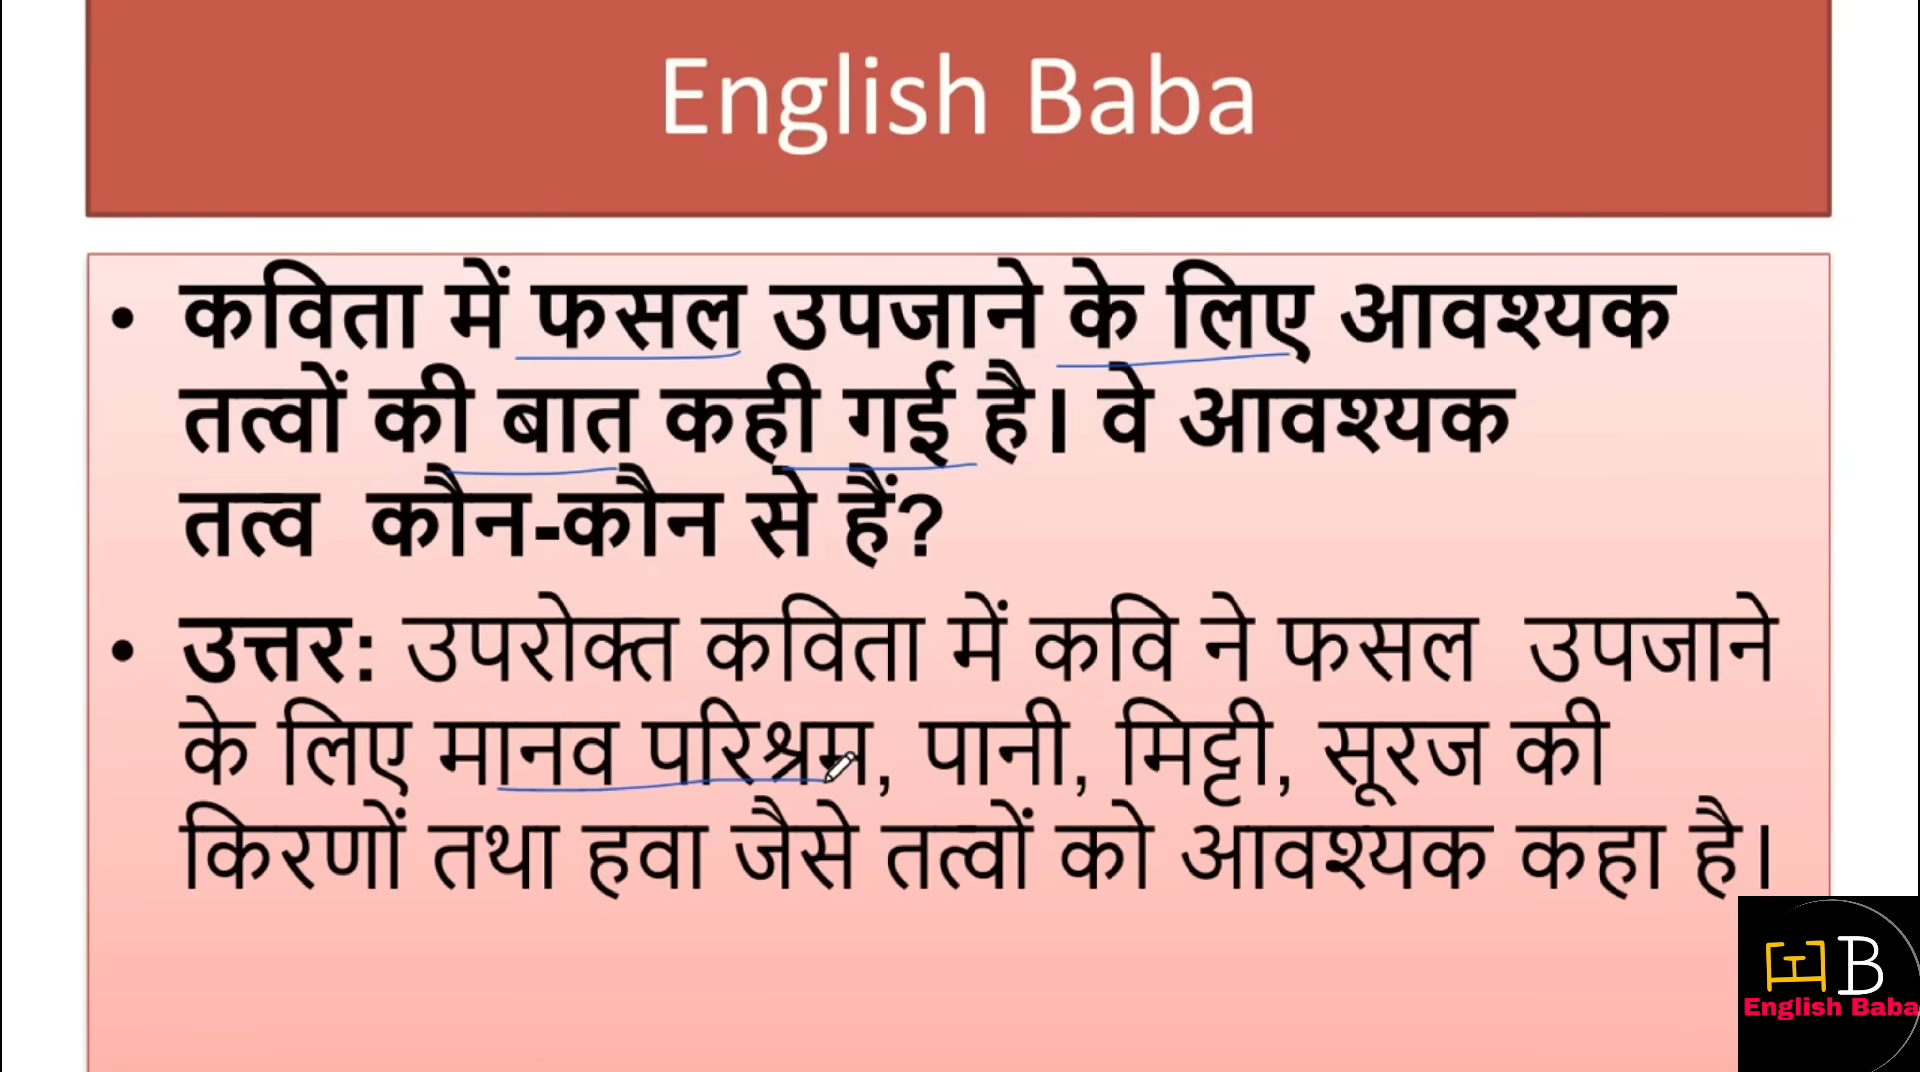 English Baba
• कविता में फसल उपजाने के लिए आवश्यक
तत्वों की बात कही गई है। वे आवश्यक
तत्व कौन-कौन से हैं?
• उत्तर: उपरोक्त कविता में कवि ने फसल उपजाने
के लिए मानव परिश्रम, पानी, मिट्टी, सूरज की
किरणों तथा हवा जैसे तत्वों को आवश्यक कहा है।
EB
English Baba